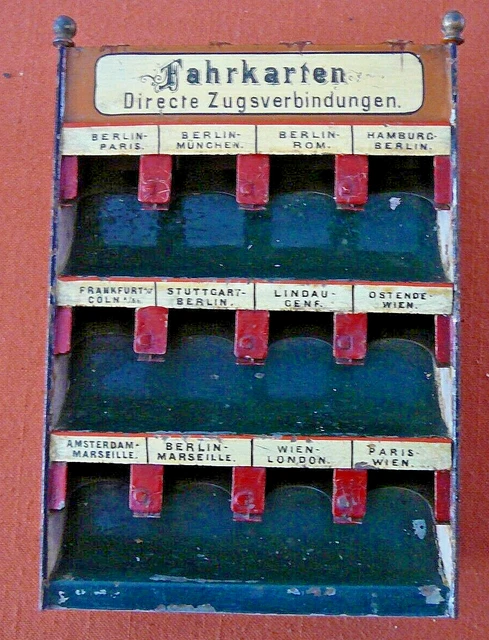 Fahrkarten
Directe Zugsverbindungen.
BERLIN- BERLIN- BERLIN- HAMBURG-
PARIS. MÜNCHEN. ROM. BERLIN.
FRANKFURT STUTTGART- LINDAU- OSTENDE-
CÖLN BERLIN. GENF. WIEN.
AMSTERDAM- BERLIN- WIEN- PARIS-
MARSEILLE. MARSEILLE. LONDON. WIEN.